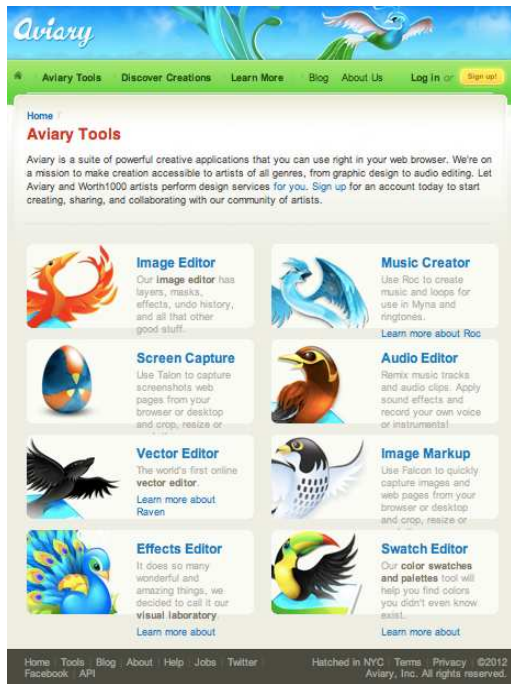 Aviary
Aviary Tools Discover Creations Learn More Blog About Us Log in or Sign up!
Home /
Aviary Tools
Aviary is a suite of powerful creative applications that you can use right in your web browser. We're on
a mission to make creation accessible to artists of all genres, from graphic design to audio editing. Let
Aviary and Worth1000 artists perform design services for you. Sign up for an account today to start
creating, sharing, and collaborating with our community of artists.
Image Editor
Our image editor has
layers, masks,
effects, undo history,
and all that other
good stuff.
Music Creator
Use Roc to create
music and loops for
use in Myna and
ringtones.
Learn more about Roc
Screen Capture
Use Talon to capture
screenshots web
pages from your
browser or desktop
and crop, resize or
Audio Editor
Remix music tracks
and audio clips. Apply
sound effects and
record your own voice
or instruments!
Vector Editor
The world's first online
vector editor.
Learn more about
Raven
Image Markup
Use Falcon to quickly
capture images and
web pages from your
browser or desktop
and crop, resize or
Effects Editor
It does so many
wonderful and
amazing things, we
decided to call it our
visual laboratory.
Learn more about
Swatch Editor
Our color swatches
and palettes tool will
help you find colors
you didn't even know
exist.
Learn more about
Home Tools Blog About Help Jobs Twitter
Facebook API
Hatched in NYC Terms Privacy ©2012
Aviary, Inc. All rights reserved.